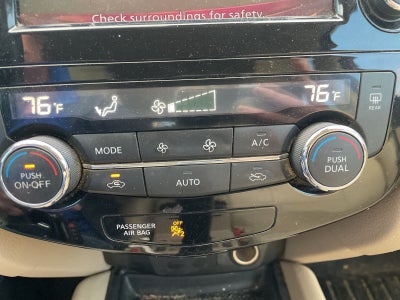 Check surroundings for safety.
76°F
76°F
MODE
A/C
REAR
PUSH
ON·OFF
AUTO
PUSH
DUAL
PASSENGER
AIR BAG
OFF